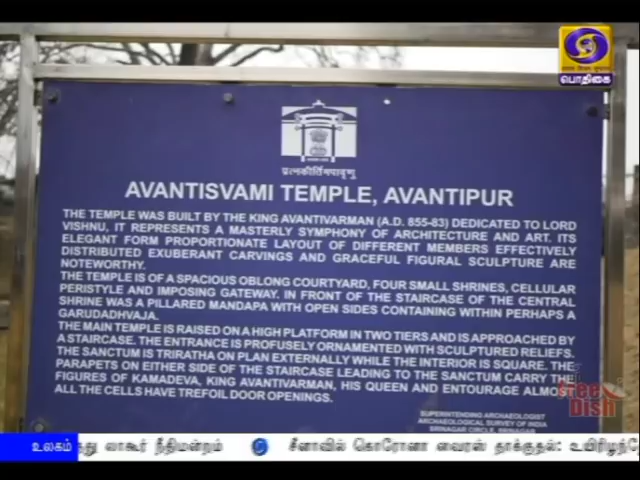 பொதிகை
प्रत्नकीर्तिमपावृणु
AVANTISVAMI TEMPLE, AVANTIPUR
THE TEMPLE WAS BUILT BY THE KING AVANTIVARMAN (A.D. 855-83) DEDICATED TO LORD
VISHNU, IT REPRESENTS A MASTERLY SYMPHONY OF ARCHITECTURE AND ART. ITS
ELEGANT FORM PROPORTIONATE LAYOUT OF DIFFERENT MEMBERS EFFECTIVELY
DISTRIBUTED EXUBERANT CARVINGS AND GRACEFUL FIGURAL SCULPTURE ARE
NOTEWORTHY.
THE TEMPLE IS OF A SPACIOUS OBLONG COURTYARD, FOUR SMALL SHRINES, CELLULAR
PERISTYLE AND IMPOSING GATEWAY. IN FRONT OF THE STAIRCASE OF THE CENTRAL
SHRINE WAS A PILLARED MANDAPA WITH OPEN SIDES CONTAINING WITHIN PERHAPS A
GARUDADHVAJA.
THE MAIN TEMPLE IS RAISED ON A HIGH PLATFORM IN TWO TIERS AND IS APPROACHED BY
A STAIRCASE. THE ENTRANCE IS PROFUSELY ORNAMENTED WITH SCULPTURED RELIEFS.
THE SANCTUM IS TRIRATHA ON PLAN EXTERNALLY WHILE THE INTERIOR IS SQUARE. THE
PARAPETS ON EITHER SIDE OF THE STAIRCASE LEADING TO THE SANCTUM CARRY THE
FIGURES OF KAMADEVA, KING AVANTIVARMAN, HIS QUEEN AND ENTOURAGE ALMOST
ALL THE CELLS HAVE TREFOIL DOOR OPENINGS.
SUPERINTENDING ARCHAEOLOGIST
ARCHAEOLOGICAL SURVEY OF INDIA
SRINAGAR CIRCLE, SRINAGAR
Free Dish
உலகம் லாகூர் நீதிமன்றம் சீனாவில் கொரோனா வைரஸ் தாக்குதல்: